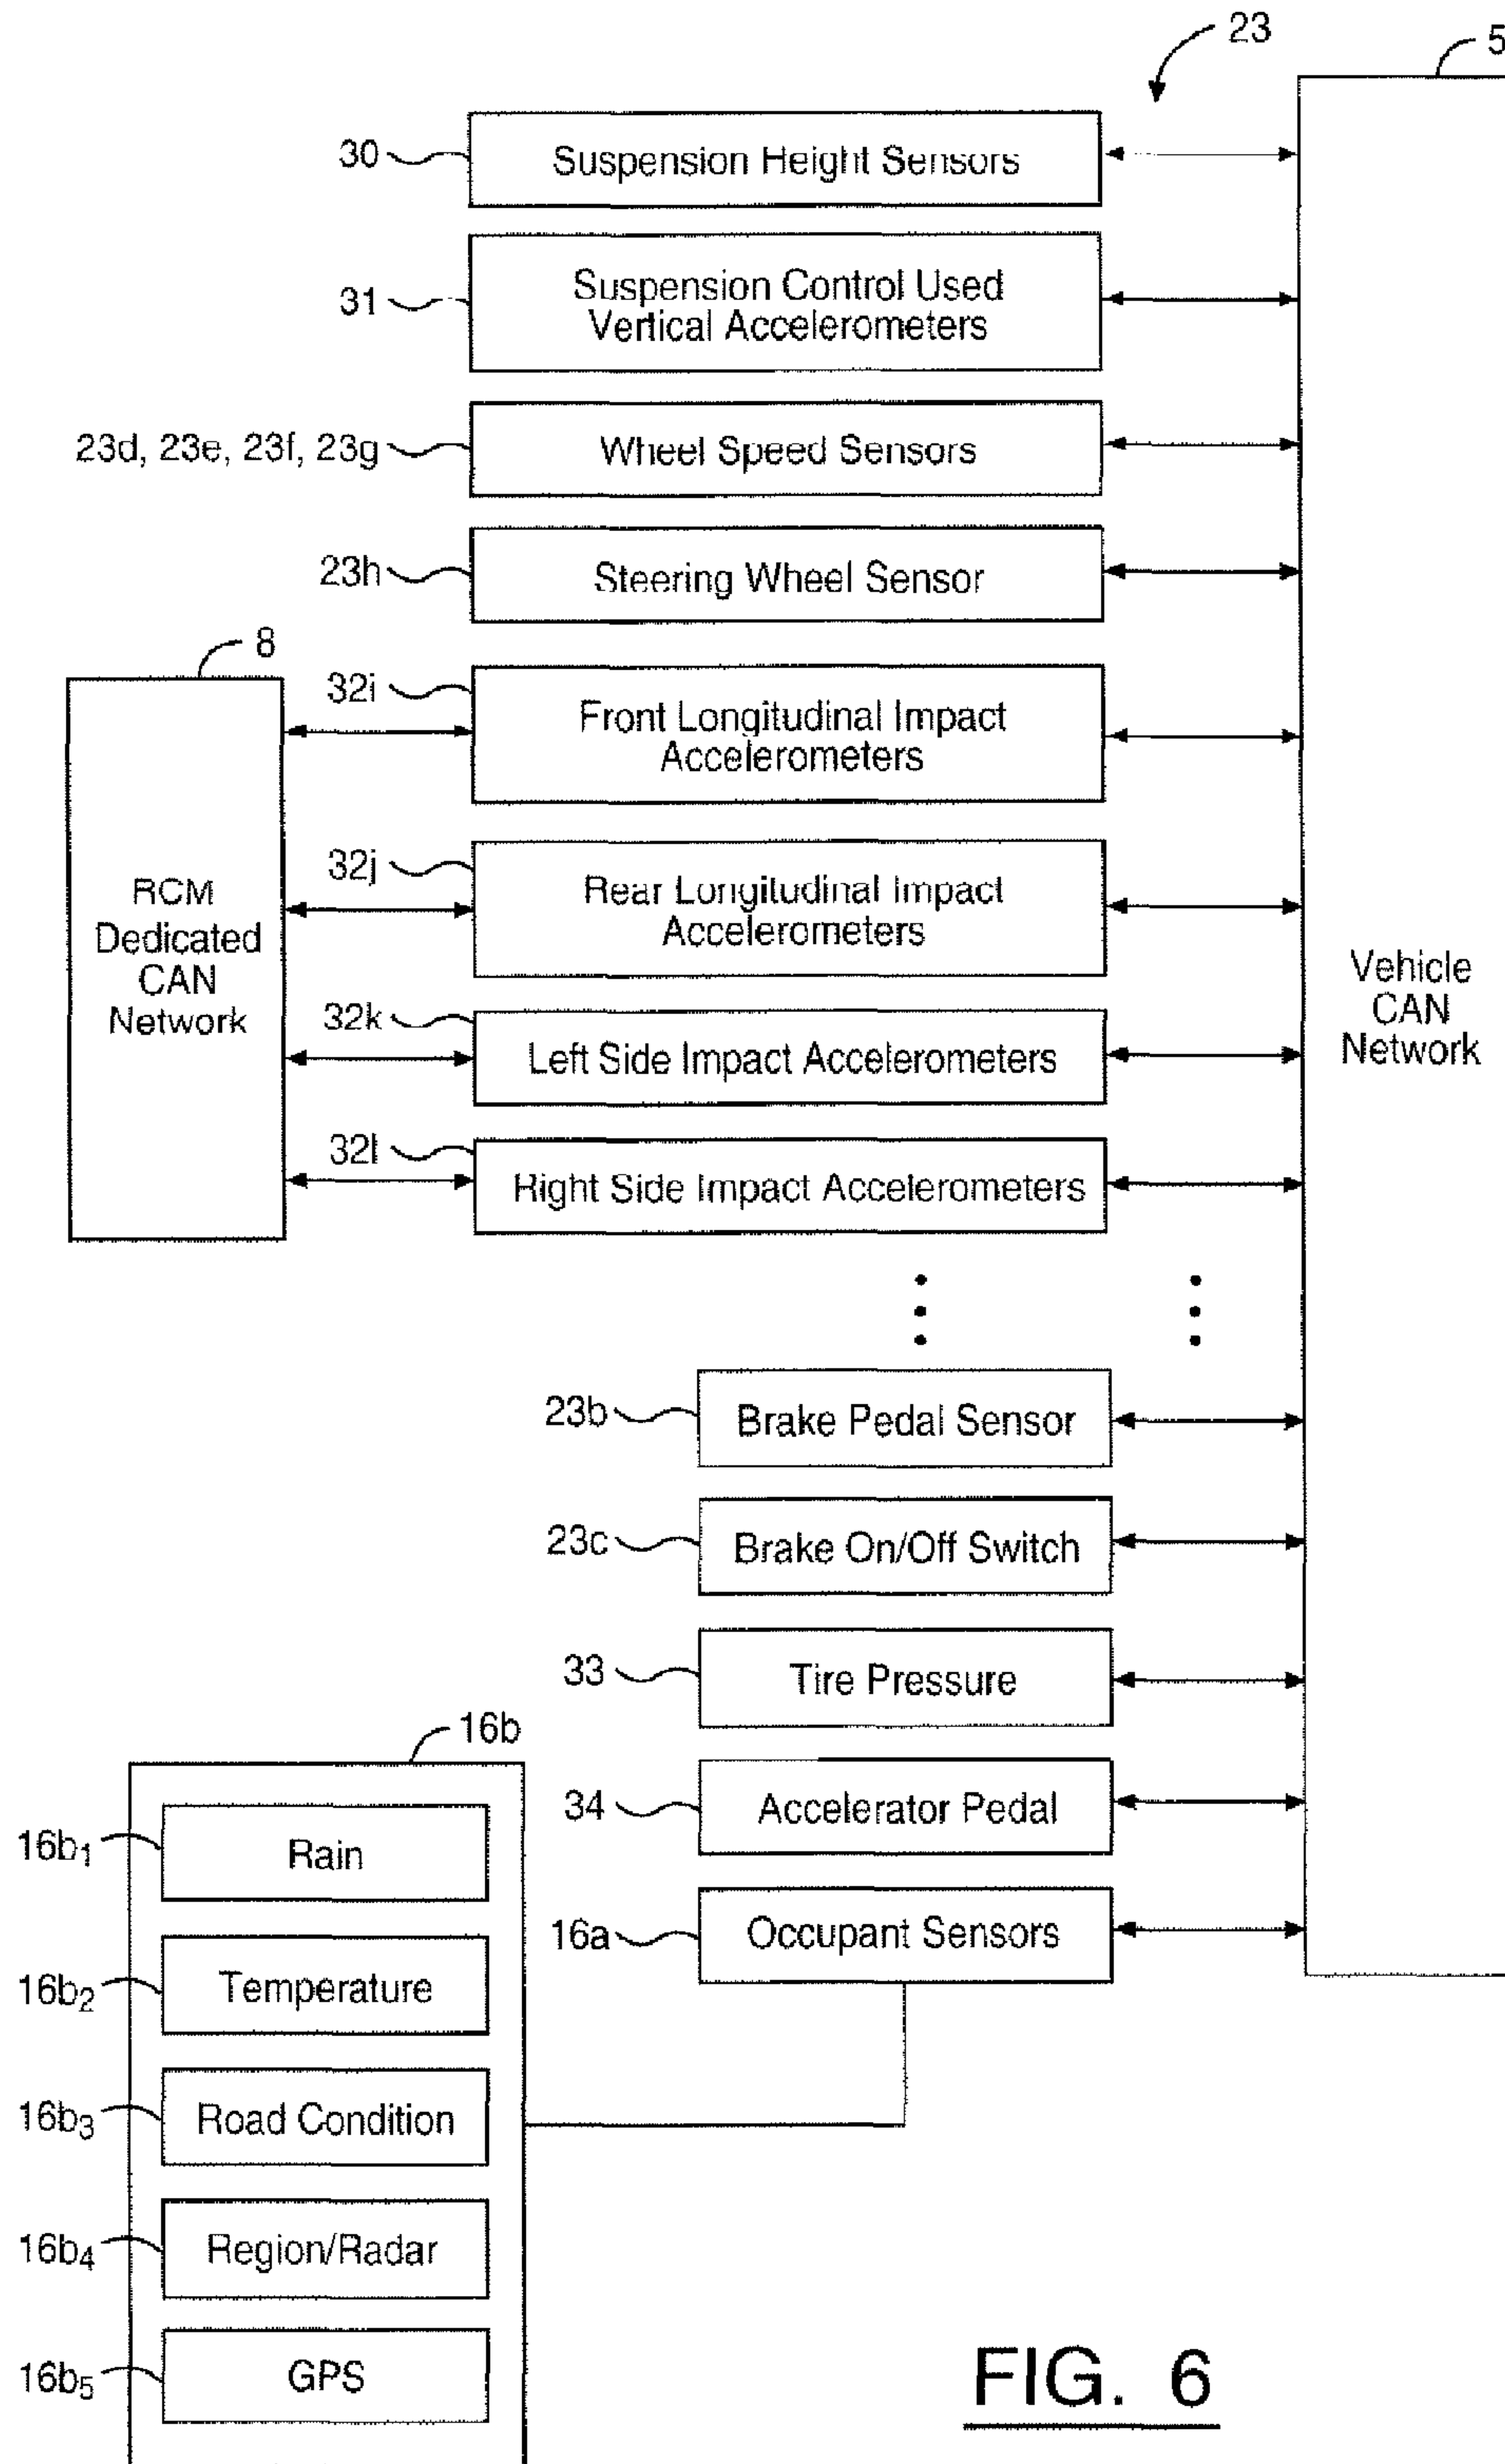 23
5
30
Suspension Height Sensors
31
Suspension Control Used
Vertical Accelerometers
23d, 23e, 23f, 23g
Wheel Speed Sensors
23h
Steering Wheel Sensor
8
32i
Front Longitudinal Impact
Accelerometers
32j
Rear Longitudinal Impact
Accelerometers
RCM
Dedicated
CAN
Network
Vehicle
CAN
Network
32k
Left Side Impact Accelerometers
32l
Right Side Impact Accelerometers
23b
Brake Pedal Sensor
23c
Brake On/Off Switch
33
Tire Pressure
34
Accelerator Pedal
16a
Occupant Sensors
16b
16b1
Rain
16b2
Temperature
16b3
Road Condition
16b4
Region/Radar
16b5
GPS
FIG. 6